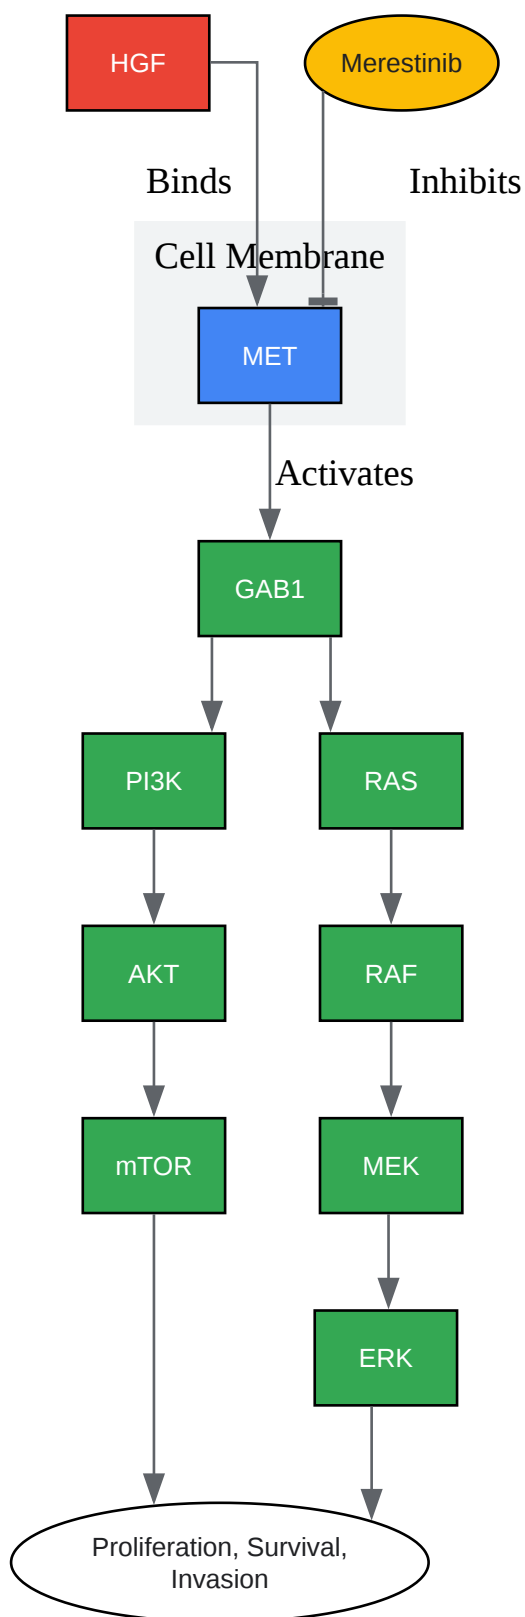 HGF
Merestinib
Binds
Inhibits
Cell Membrane
MET
Activates
GAB1
PI3K
RAS
AKT
RAF
mTOR
MEK
ERK
Proliferation, Survival,
Invasion